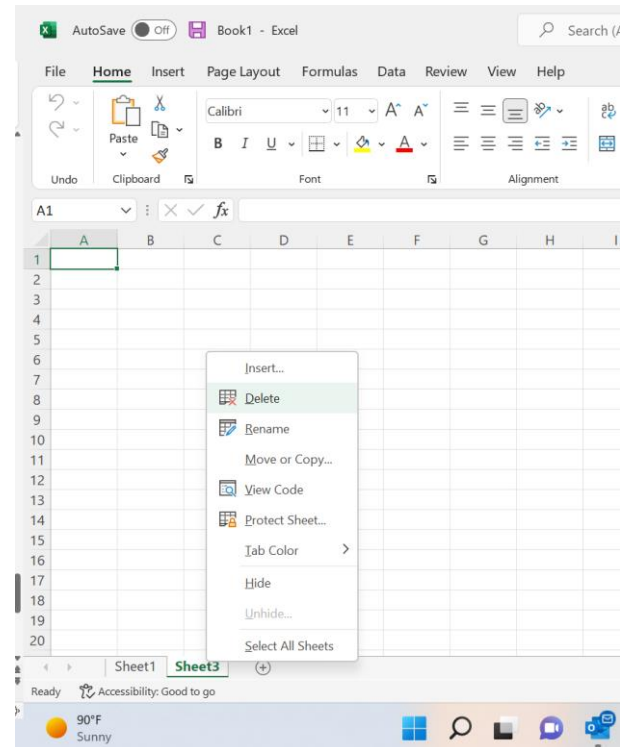 AutoSave Off Book1 - Excel Search (A
File Home Insert Page Layout Formulas Data Review View Help
Calibri 11 A^ A˅
Paste
B I U A
ab
c
Undo Clipboard Font Alignment
A1 fx
A B C D E F G H I
1
2
3
4
5
6
7
8
9
10
11
12
13
14
15
16
17
18
19
20
Insert...
Delete
Rename
Move or Copy...
View Code
Protect Sheet...
Tab Color
Hide
Unhide...
Select All Sheets
Sheet1 Sheet3
Ready Accessibility: Good to go
90°F
Sunny